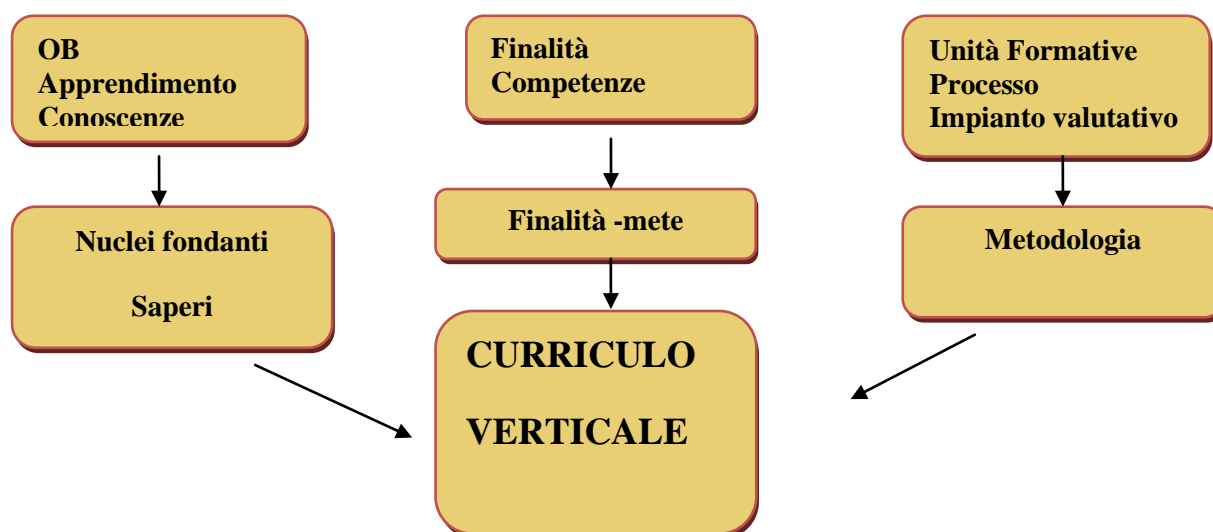 OB
Apprendimento
Conoscenze
Finalità
Competenze
Unità Formative
Processo
Impianto valutativo
Nuclei fondanti
Saperi
Finalità -mete
Metodologia
CURRICULO
VERTICALE